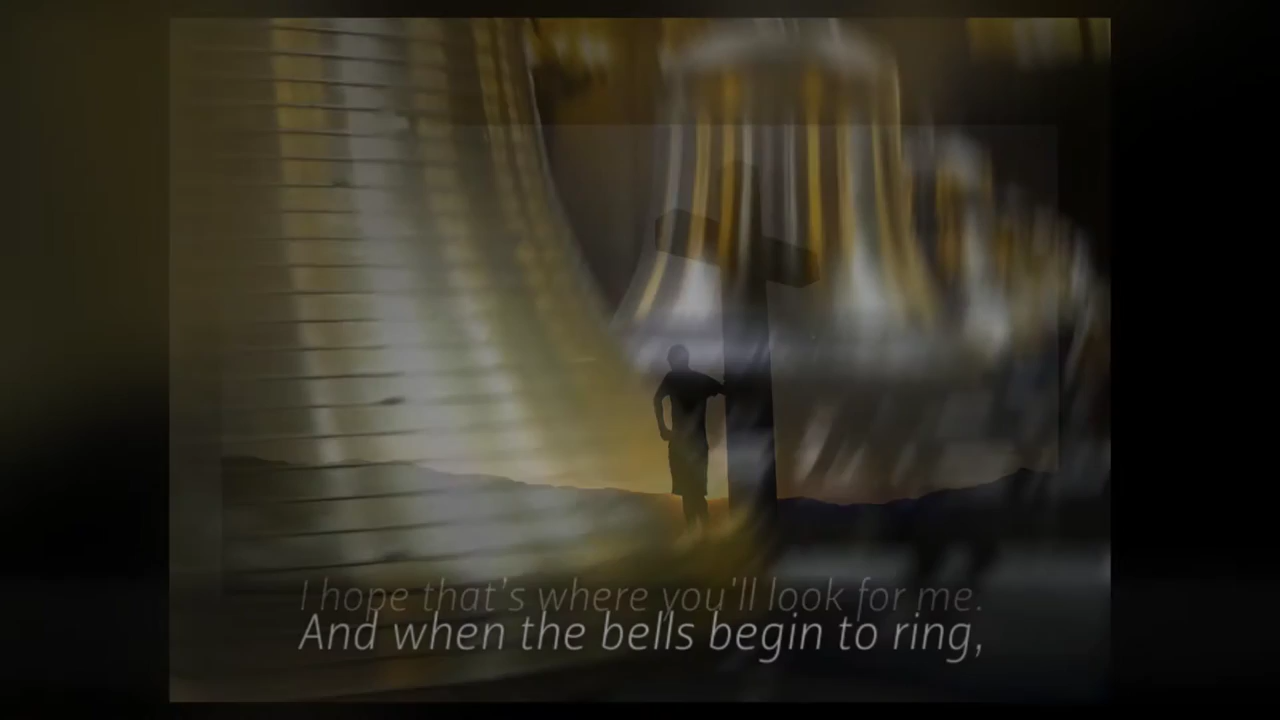 I hope that's where you'll look for me.
And when the bells begin to ring,